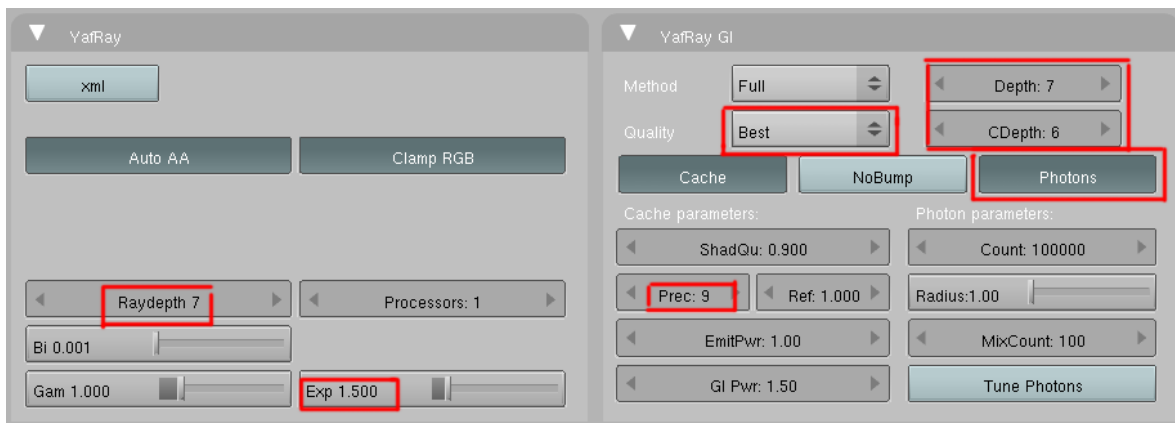 YafRay
xml
Auto AA
Clamp RGB
Raydepth 7
Processors: 1
Bi 0.001
Gam 1.000
Exp 1.500
YafRay GI
Method
Full
Depth: 7
Quality
Best
CDepth: 6
Cache
NoBump
Photons
Cache parameters:
Photon parameters:
ShadQu: 0.900
Count: 100000
Prec: 9
Ref: 1.000
Radius:1.00
EmitPwr: 1.00
MixCount: 100
GI Pwr: 1.50
Tune Photons